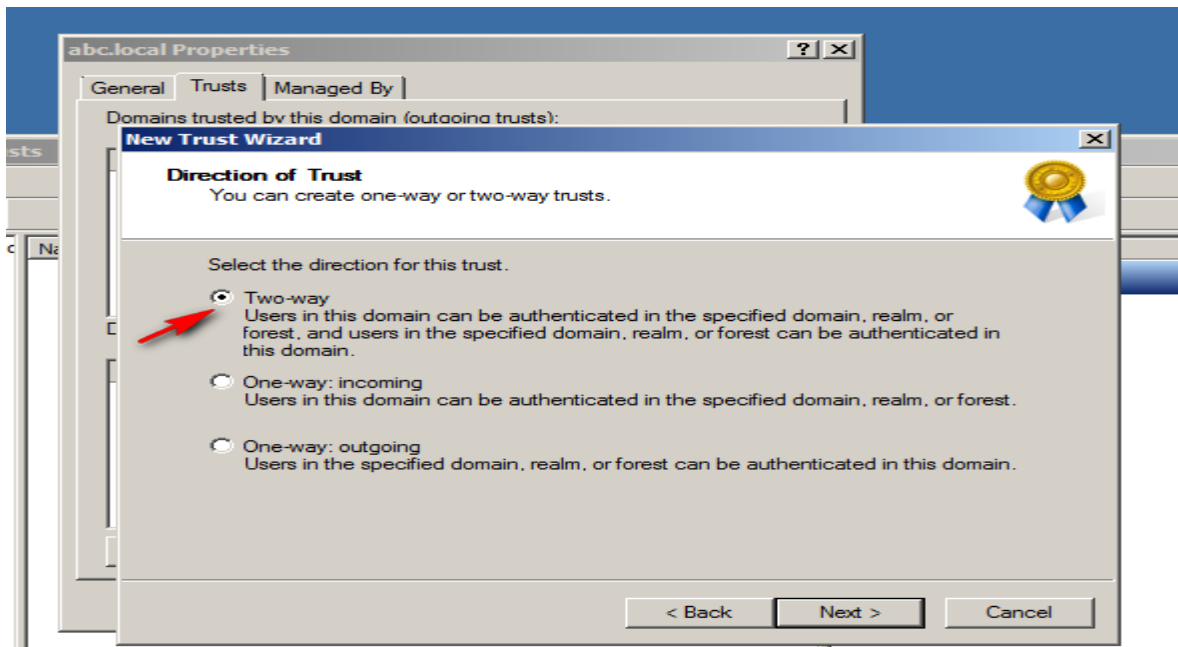 abc.local Properties
General Trusts Managed By
Domains trusted by this domain (outgoing trusts):
New Trust Wizard
Direction of Trust
You can create one-way or two-way trusts.
Select the direction for this trust.
Two-way
Users in this domain can be authenticated in the specified domain, realm, or
forest, and users in the specified domain, realm, or forest can be authenticated in
this domain.
One-way: incoming
Users in this domain can be authenticated in the specified domain, realm, or forest.
One-way: outgoing
Users in the specified domain, realm, or forest can be authenticated in this domain.
< Back Next > Cancel